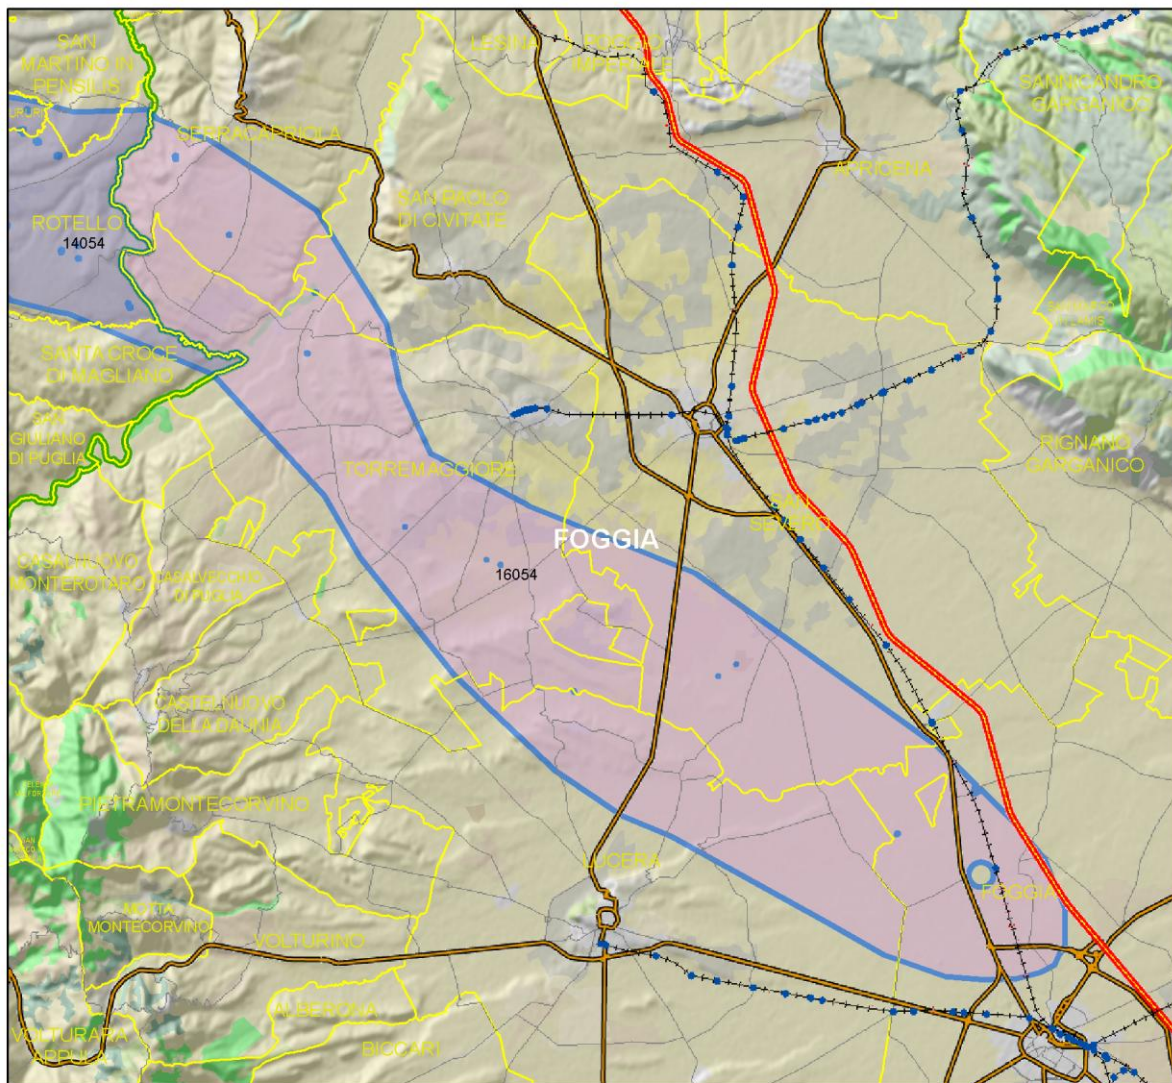 SAN
MARTINO IN
PENSILIS
LESINA
POGGIO
IMPERIALE
SANNICANDRO
GARGANICO
URURI
SERRACAPRIOLA
APRICENA
SAN PAOLO
DI CIVITATE
ROTELLO
14054
SANTA CROCE
DI MAGLIANO
SAN
GIULIANO
DI PUGLIA
RIGNANO
GARGANICO
TORREMAGGIORE
SAN
SEVERO
FOGGIA
CASALNUOVO
MONTEROTARO
CASALVECCHIO
DI PUGLIA
16054
CASTELNUOVO
DELLA DAUNIA
PIETRAMONTECORVINO
LUCERA
FOGGIA
MOTTA
MONTECORVINO
VOLTURINO
ALBERONA
VOLTURARA
APPULA
BICCARI